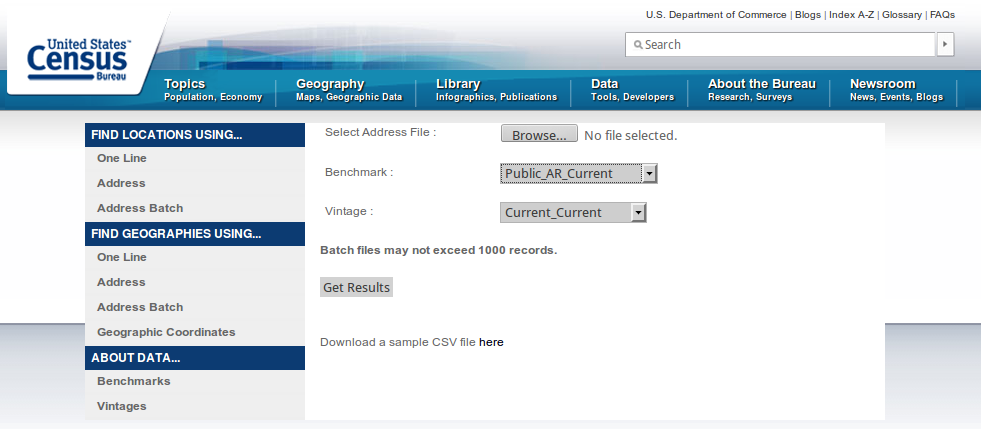 U.S. Department of Commerce | Blogs | Index A-Z | Glossary | FAQs
United States™
Census
Bureau
Search
Topics
Population, Economy
Geography
Maps, Geographic Data
Library
Infographics, Publications
Data
Tools, Developers
About the Bureau
Research, Surveys
Newsroom
News, Events, Blogs
FIND LOCATIONS USING...
One Line
Address
Address Batch
FIND GEOGRAPHIES USING...
One Line
Address
Address Batch
Geographic Coordinates
ABOUT DATA...
Benchmarks
Vintages
Select Address File :
Browse... No file selected.
Benchmark :
Public_AR_Current
Vintage :
Current_Current
Batch files may not exceed 1000 records.
Get Results
Download a sample CSV file here